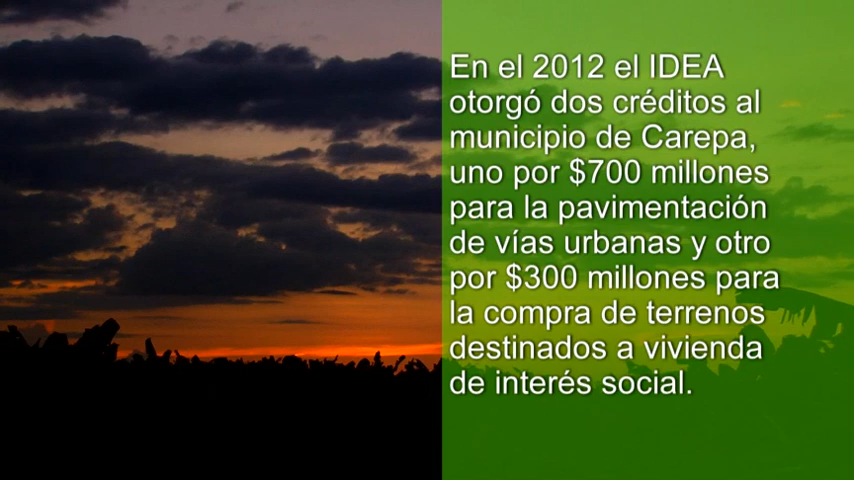 En el 2012 el IDEA
otorgó dos créditos al
municipio de Carepa,
uno por $700 millones
para la pavimentación
de vías urbanas y otro
por $300 millones para
la compra de terrenos
destinados a vivienda
de interés social.